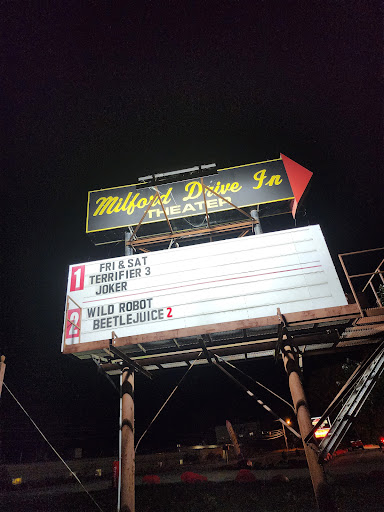 Milford Drive In
THEATER
1 FRI & SAT
TERRIFIER 3
JOKER
2 WILD ROBOT
BEETLEJUICE 2